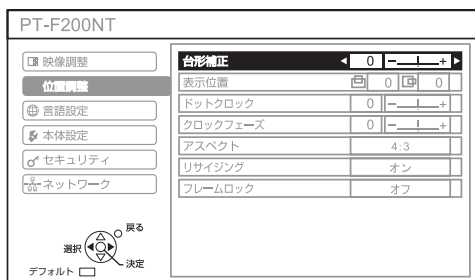 PT-F200NT
映像調整
位置調整
言語設定
本体設定
セキュリティ
ネットワーク
戻る
選択
決定
デフォルト
台形補正 0 - +
表示位置 0 0
ドットクロック 0 - +
クロックフェーズ 0 - +
アスペクト 4:3
リサイジング オン
フレームロック オフ